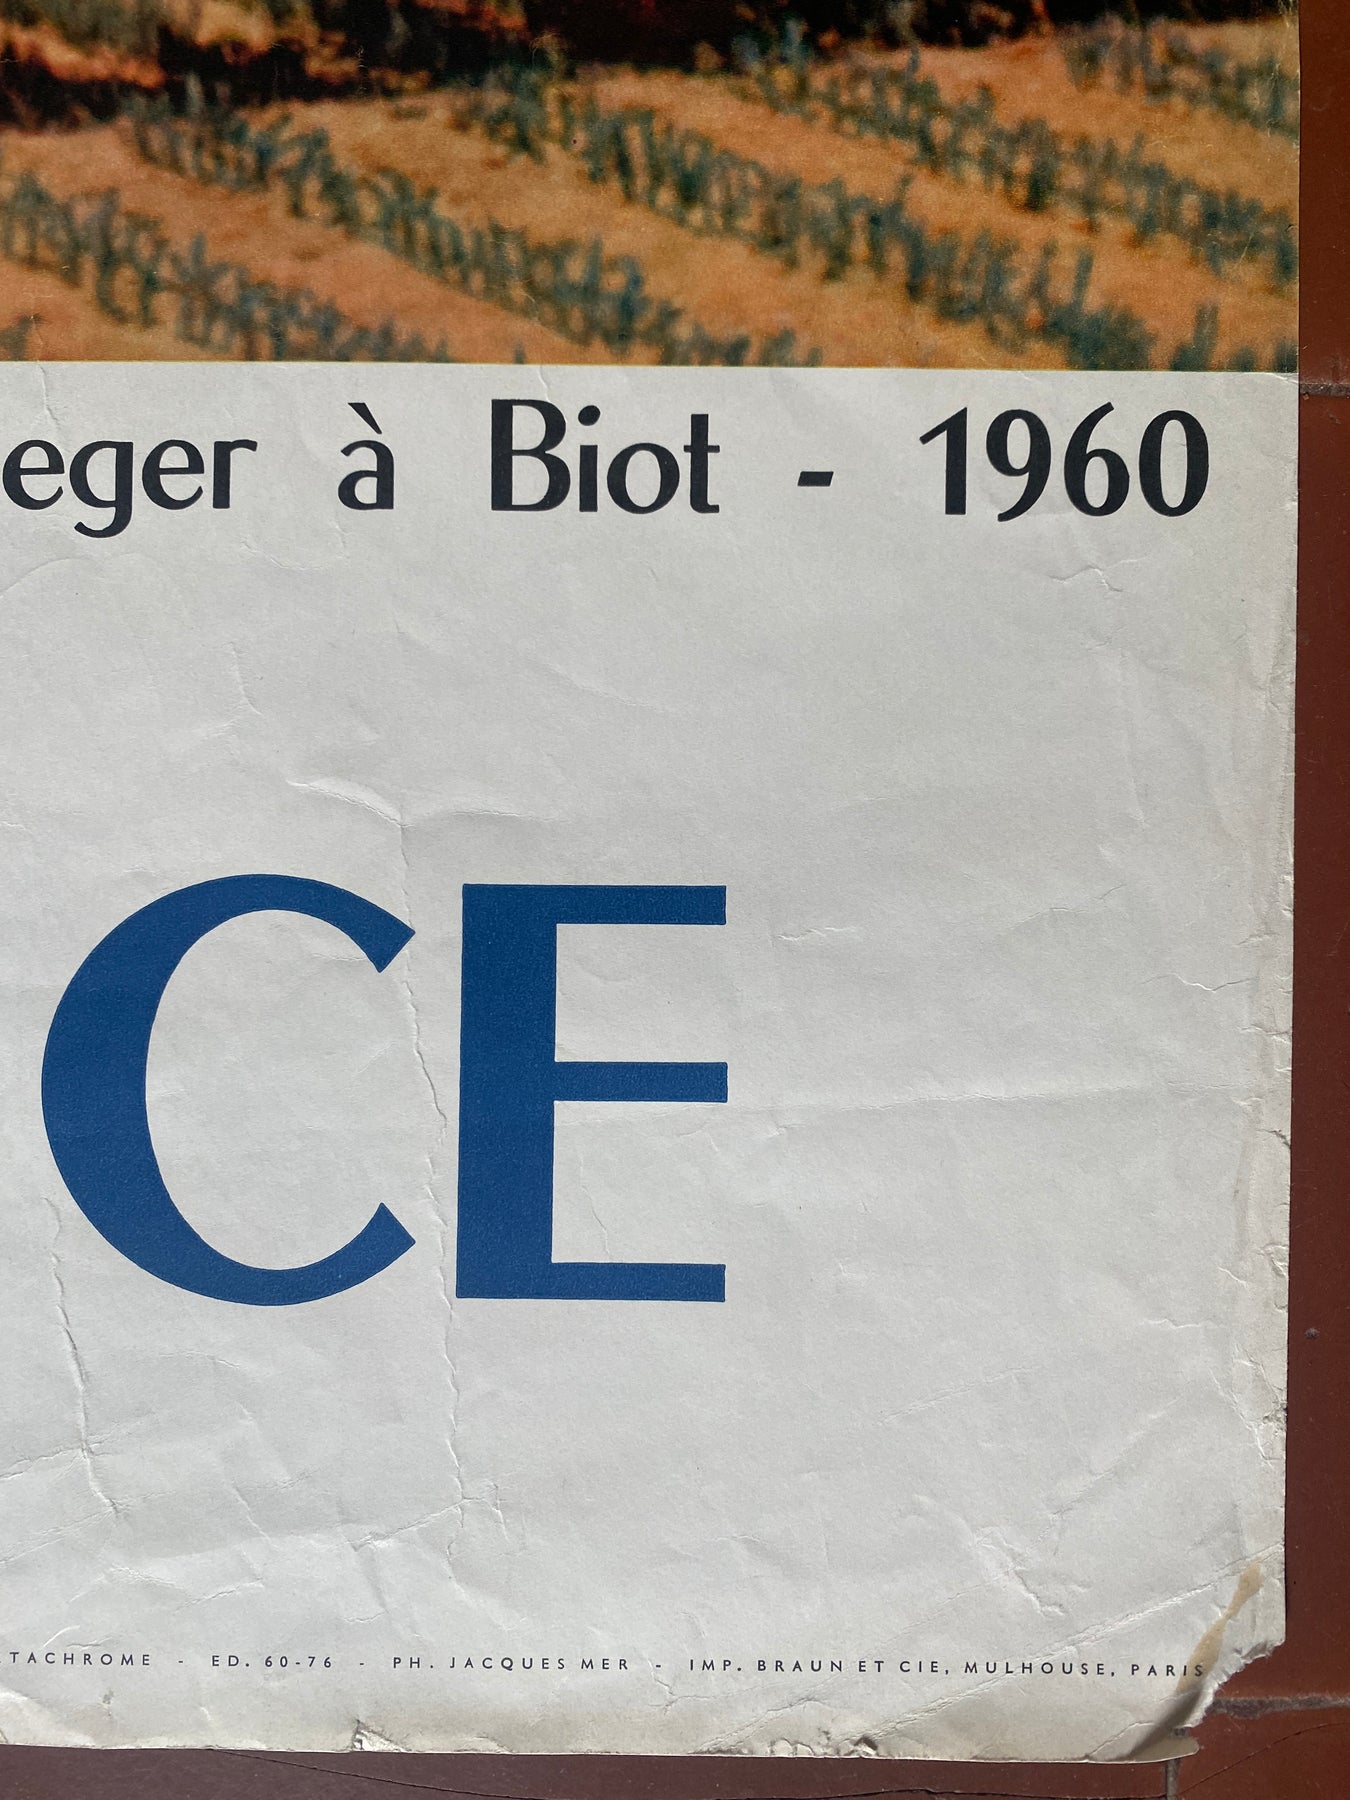 eger à Biot - 1960
CE
TACHROME - ED. 60-76 - PH. JACQUES MER - IMP. BRAUN ET CIE, MULHOUSE, PARIS